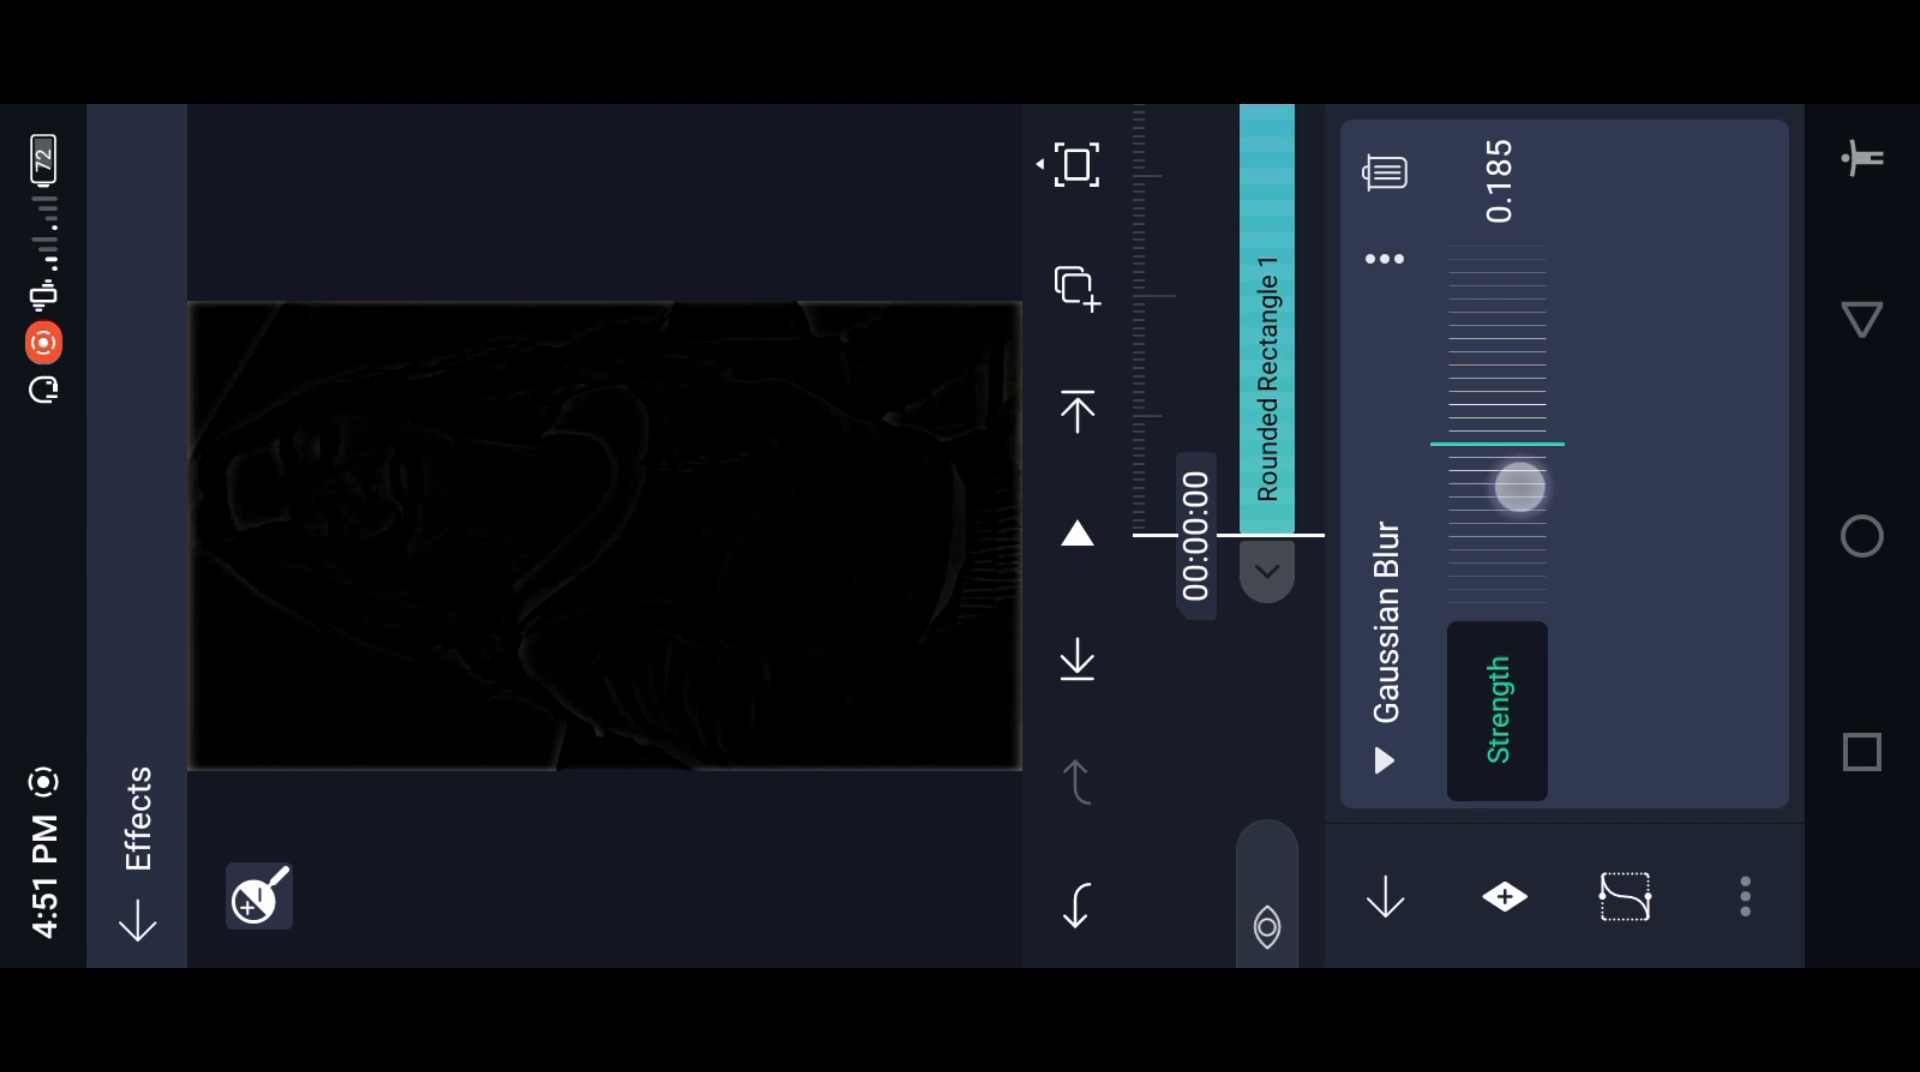 4:51 PM
72
Effects
00:00:00
Rounded Rectangle 1
Gaussian Blur
Strength
0.185